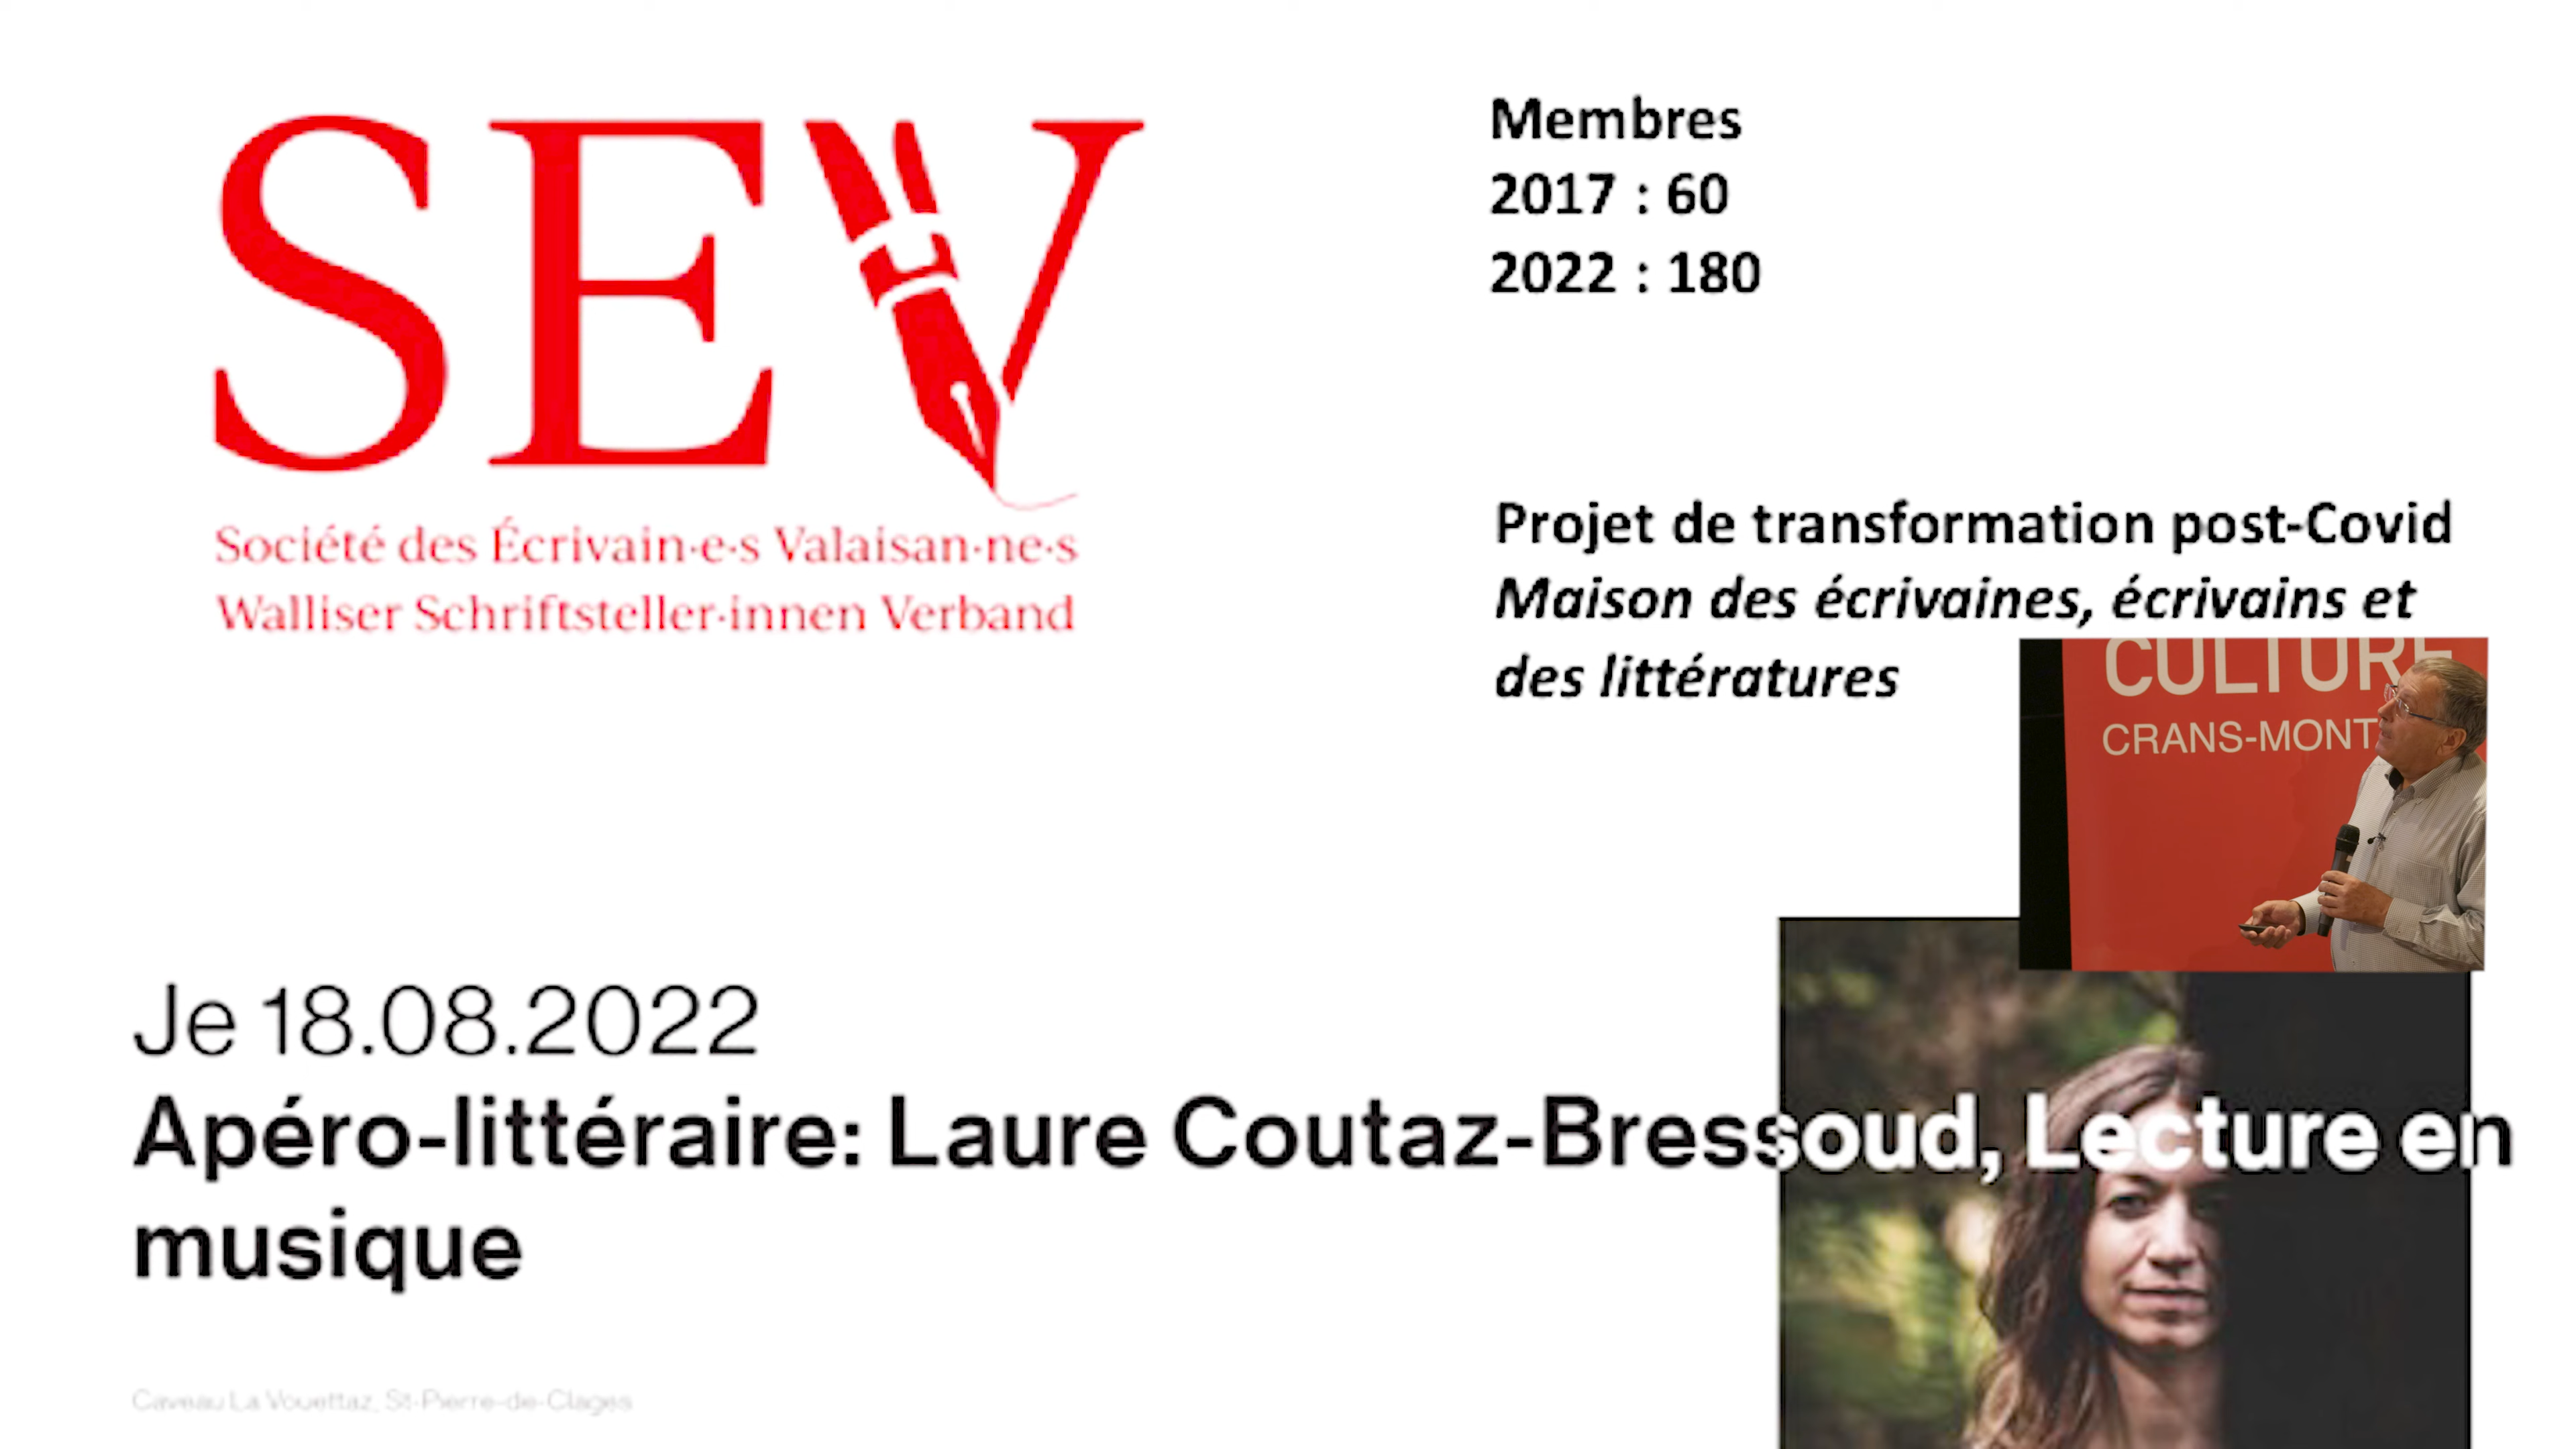 SEV
Société des Écrivain·e·s Valaisan·ne·s
Walliser Schriftsteller·innen Verband
Membres
2017 : 60
2022 : 180
Projet de transformation post-Covid
Maison des écrivaines, écrivains et
des littératures
CULTURE
CRANS-MONT
Je 18.08.2022
Apéro-littéraire: Laure Coutaz-Bressoud, Lecture en
musique
Caveau La Vouettaz, St-Pierre-de-Clages